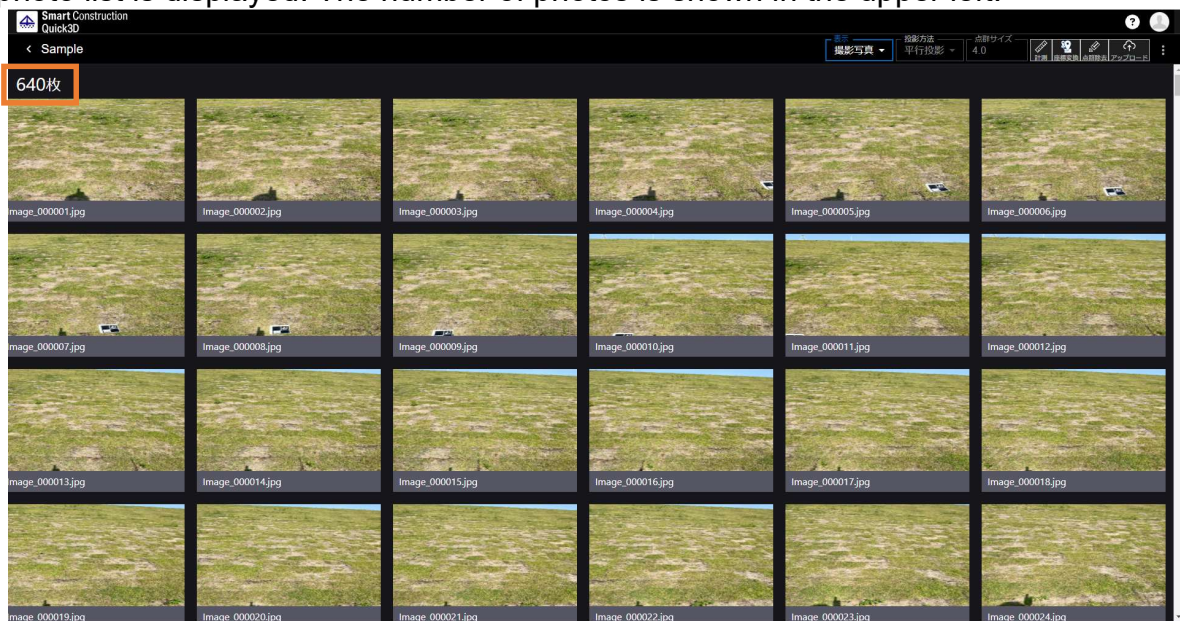 photo list is displayed. The number of photos is shown in the upper left.
Smart Construction
Quick3D
?
< Sample
表示
撮影写真
投影方法
平行投影
点群サイズ
4.0
計測
座標変換
点群除去
アップロード
640枚
mage_000001.jpg
Image_000002.jpg
Image_000003.jpg
Image_000004.jpg
Image_000005.jpg
Image_000006.jpg
mage_000007.jpg
Image_000008.jpg
Image_000009.jpg
Image_000010.jpg
Image_000011.jpg
Image_000012.jpg
mage_000013.jpg
Image_000014.jpg
Image_000015.jpg
Image_000016.jpg
Image_000017.jpg
Image_000018.jpg
mage_000019.jpg
Image_000020.jpg
Image_000021.jpg
Image_000022.jpg
Image_000023.jpg
Image_000024.jpg